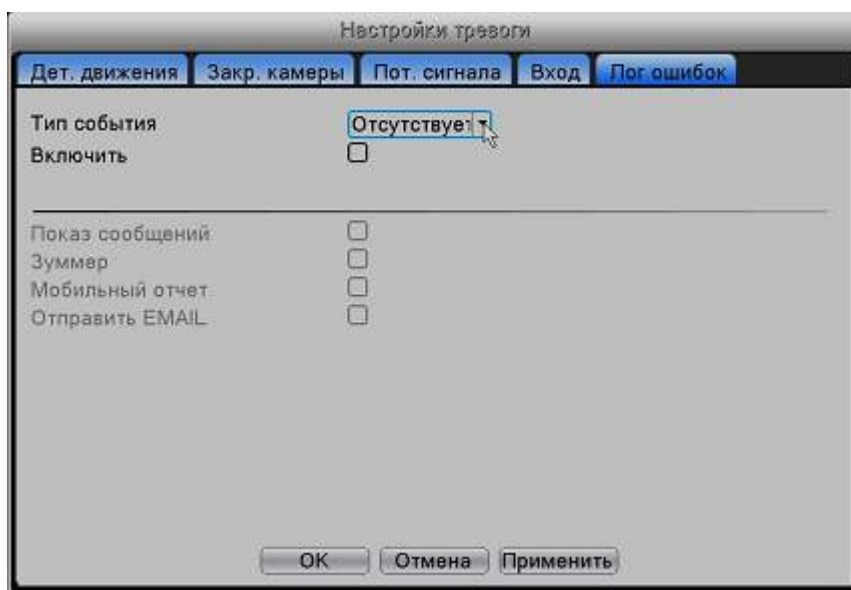 Настройки тревоги
Дет. движения Закр. камеры Пот. сигнала Вход Лог ошибок
Тип события Отсутствует
Включить
Показ сообщений
Зуммер
Мобильный отчет
Отправить EMAIL
OK Отмена Применить